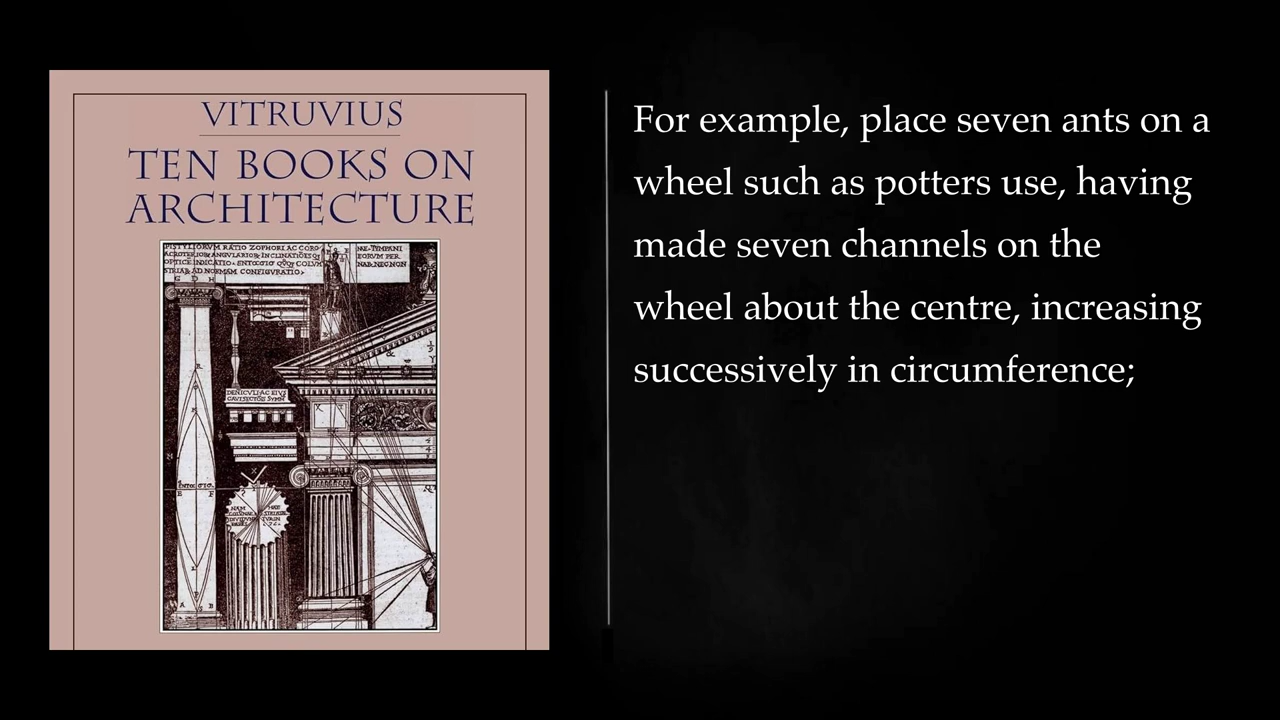 VITRUVIUS
TEN BOOKS ON
ARCHITECTURE
For example, place seven ants on a
wheel such as potters use, having
made seven channels on the
wheel about the centre, increasing
successively in circumference;